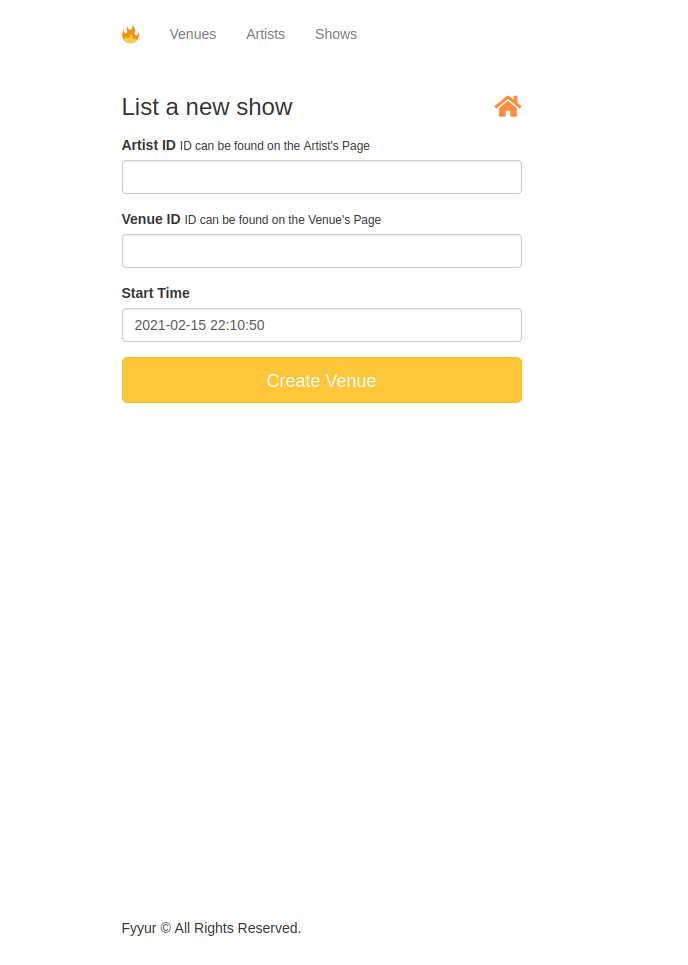 Venues Artists Shows
List a new show
Artist ID ID can be found on the Artist's Page
Venue ID ID can be found on the Venue's Page
Start Time
2021-02-15 22:10:50
Create Venue
Fyyur © All Rights Reserved.